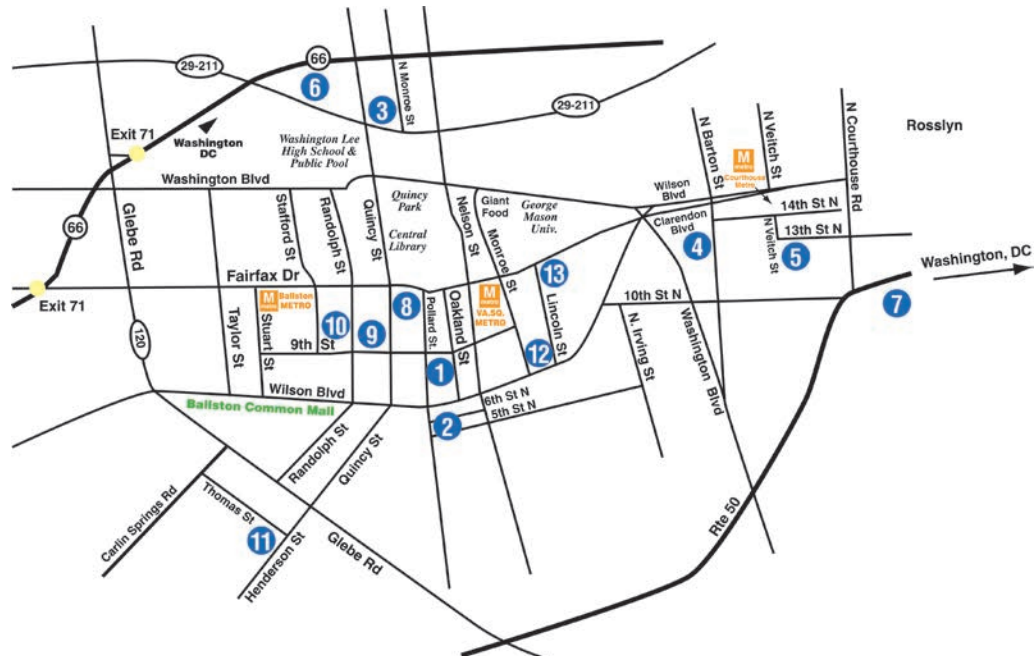 66
29-211
6
N Monroe St
3
29-211
Exit 71
Washington
DC
Washington Lee
High School &
Public Pool
Washington Blvd
N Barton St
N Veitch St
N Courthouse Rd
Rosslyn
M
metro
Courthouse
Metro
66
Glebe Rd
Stafford St
Randolph St
Quincy St
Quincy
Park
Central
Library
Nelson St
Giant
Food
George
Mason
Univ.
Monroe St
Wilson
Blvd
Clarendon
Blvd
14th St N
13th St N
N Veitch St
4
5
Washington, DC
Fairfax Dr
Exit 71
M
metro
Ballston
METRO
8
Pollard St.
Oakland St
M
metro
VA.SQ.
METRO
13
Lincoln St
10th St N
7
120
Taylor St
Stuart St
9th St
10
9
1
12
N. Irving St
Washington Blvd
Wilson Blvd
Ballston Common Mall
6th St N
5th St N
2
Randolph St
Quincy St
Carlin Springs Rd
Thomas St
11
Henderson St
Glebe Rd
Rte 50